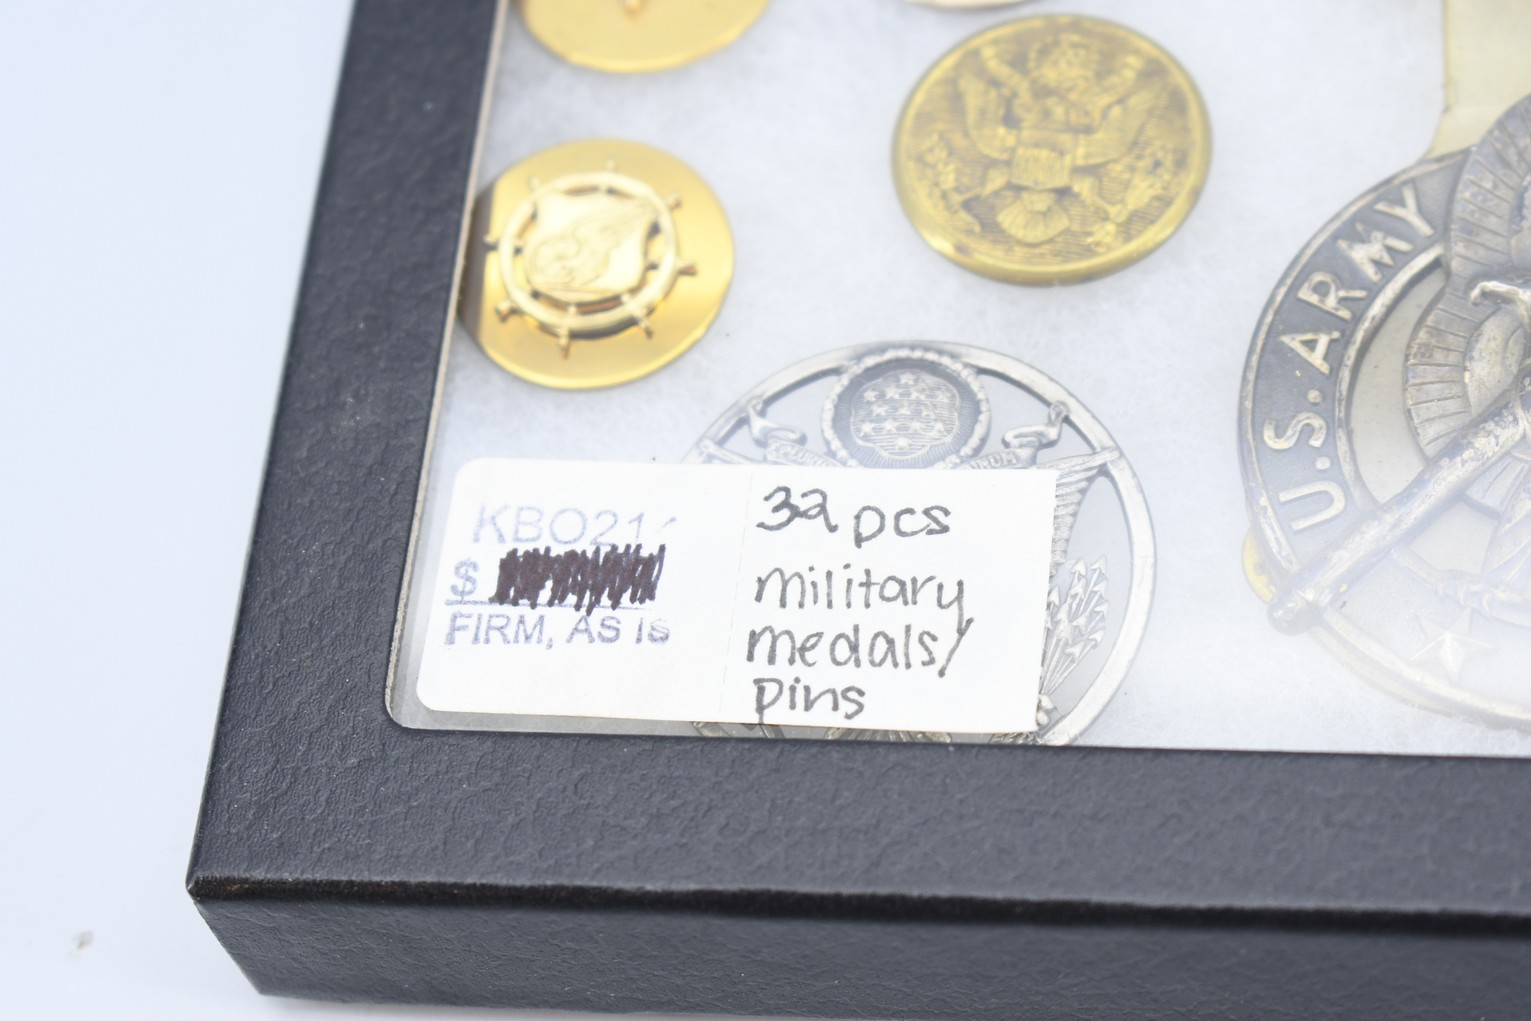 U.S. ARMY
KBO21
$
FIRM, AS IS
32 pcs
military
medals/
pins